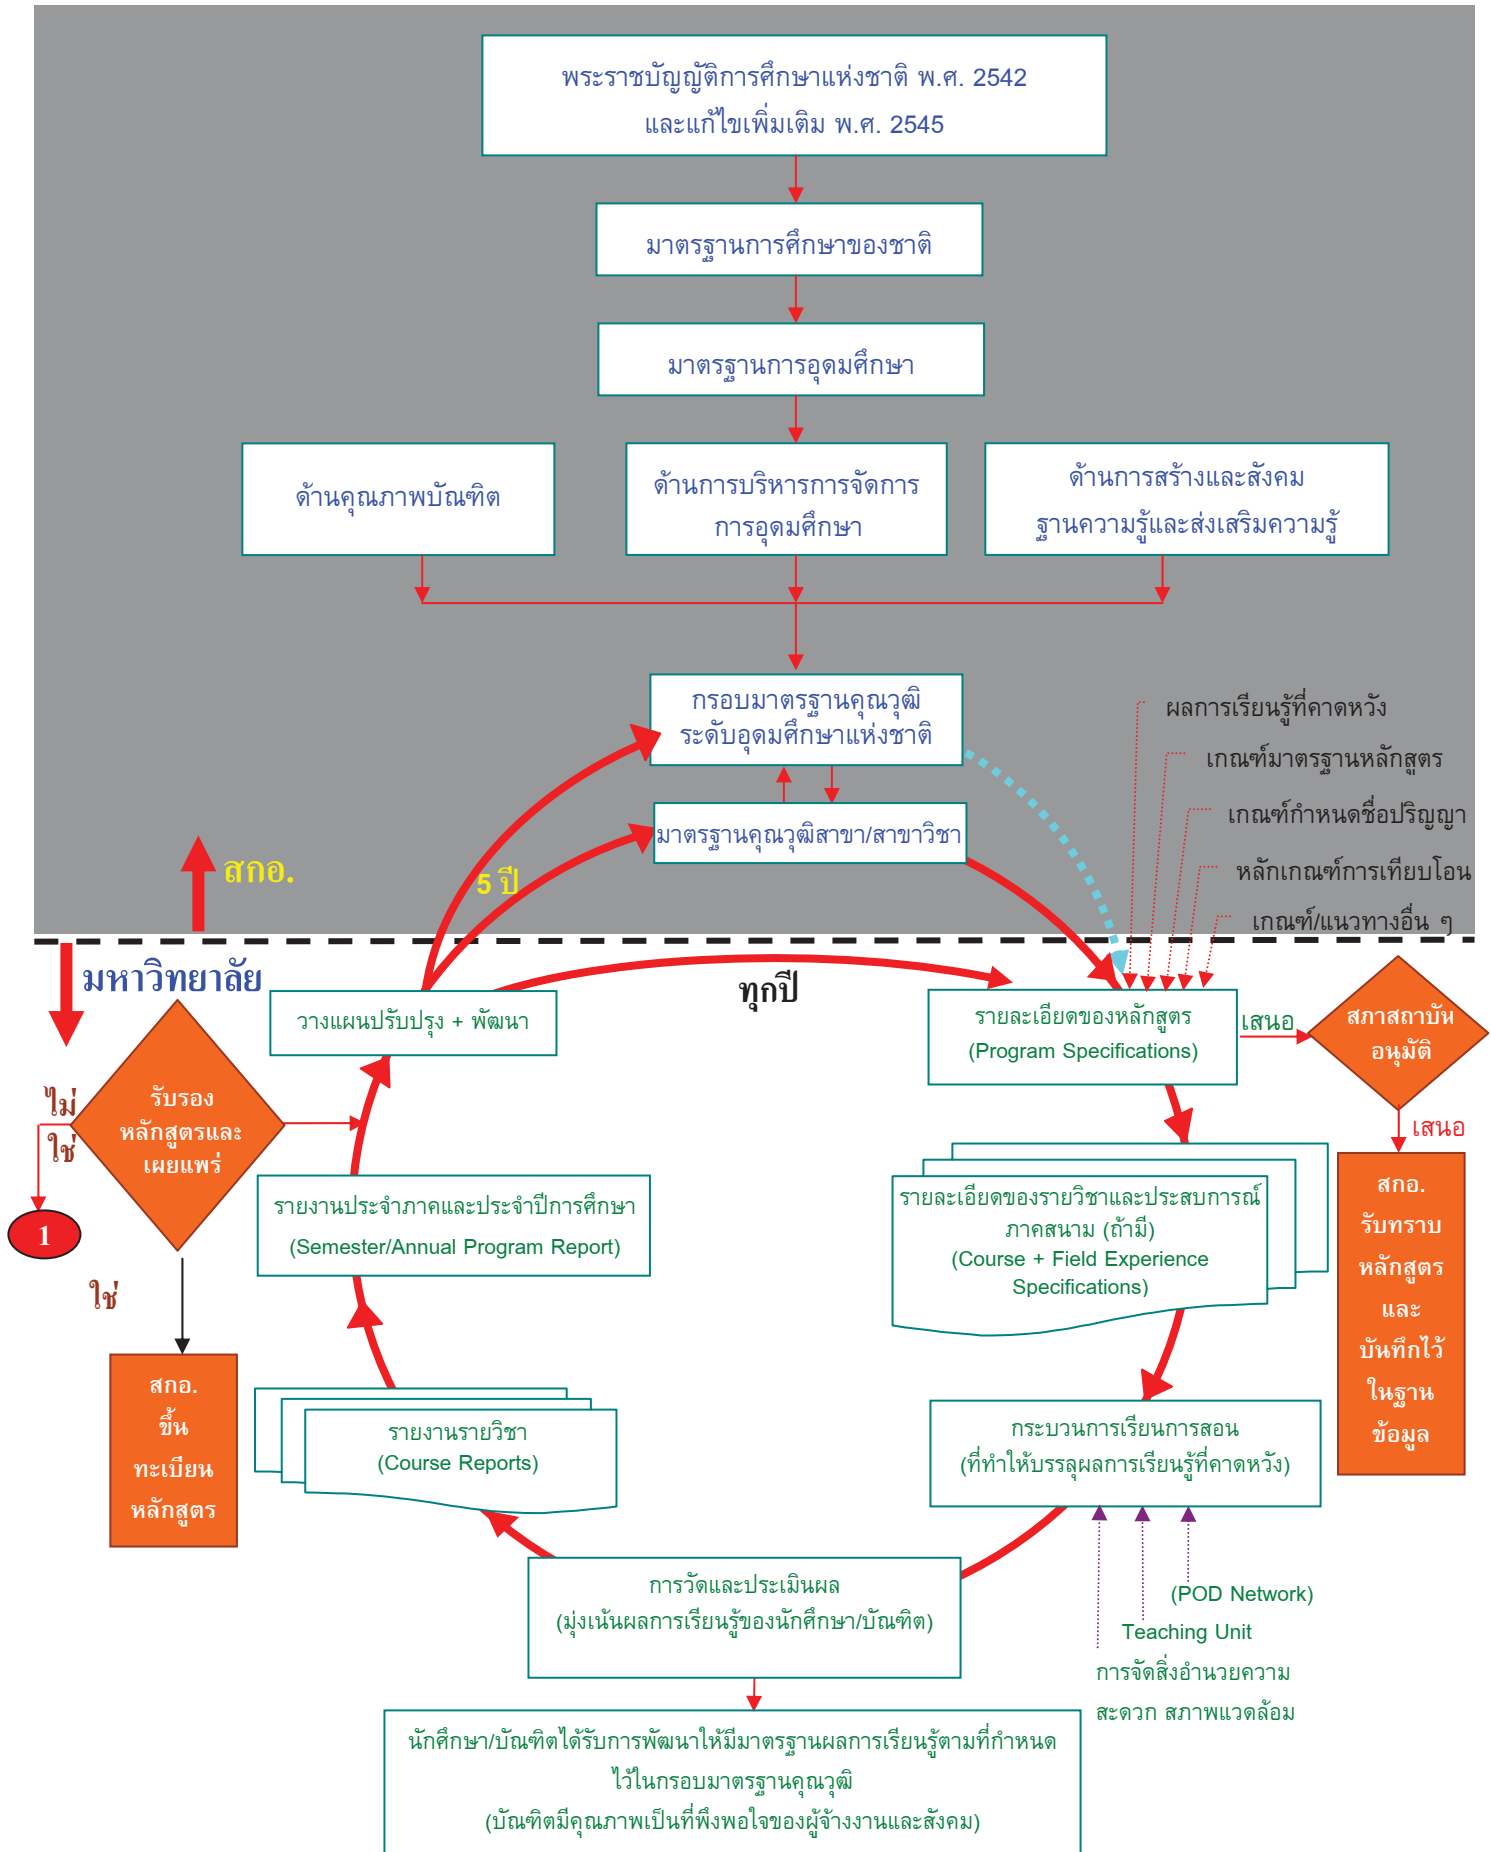 พระราชบัญญัติการศึกษาแห่งชาติ พ.ศ. 2542
และแก้ไขเพิ่มเติม พ.ศ. 2545
มาตรฐานการศึกษาของชาติ
มาตรฐานการอุดมศึกษา
ด้านคุณภาพบัณฑิต
ด้านการบริหารการจัดการ
การอุดมศึกษา
ด้านการสร้างและสังคม
ฐานความรู้และส่งเสริมความรู้
กรอบมาตรฐานคุณวุฒิ
ระดับอุดมศึกษาแห่งชาติ
มาตรฐานคุณวุฒิสาขา/สาขาวิชา
ผลการเรียนรู้ที่คาดหวัง
เกณฑ์มาตรฐานหลักสูตร
เกณฑ์กำหนดชื่อปริญญา
หลักเกณฑ์การเทียบโอน
เกณฑ์/แนวทางอื่น ๆ
สกอ.
5 ปี
มหาวิทยาลัย
ทุกปี
วางแผนปรับปรุง + พัฒนา
รายละเอียดของหลักสูตร
(Program Specifications)
เสนอ
สภาสถาบัน
อนุมัติ
เสนอ
สกอ.
รับทราบ
หลักสูตร
และ
บันทึกไว้
ในฐาน
ข้อมูล
รับรอง
หลักสูตรและ
เผยแพร่
ไม่
ใช่
1
ใช่
สกอ.
ขึ้น
ทะเบียน
หลักสูตร
รายงานประจำภาคและประจำปีการศึกษา
(Semester/Annual Program Report)
รายละเอียดของรายวิชาและประสบการณ์
ภาคสนาม (ถ้ามี)
(Course + Field Experience
Specifications)
รายงานรายวิชา
(Course Reports)
กระบวนการเรียนการสอน
(ที่ทำให้บรรลุผลการเรียนรู้ที่คาดหวัง)
(POD Network)
Teaching Unit
การจัดสิ่งอำนวยความ
สะดวก สภาพแวดล้อม
การวัดและประเมินผล
(มุ่งเน้นผลการเรียนรู้ของนักศึกษา/บัณฑิต)
นักศึกษา/บัณฑิตได้รับการพัฒนาให้มีมาตรฐานผลการเรียนรู้ตามที่กำหนด
ไว้ในกรอบมาตรฐานคุณวุฒิ
(บัณฑิตมีคุณภาพเป็นที่พึงพอใจของผู้จ้างงานและสังคม)